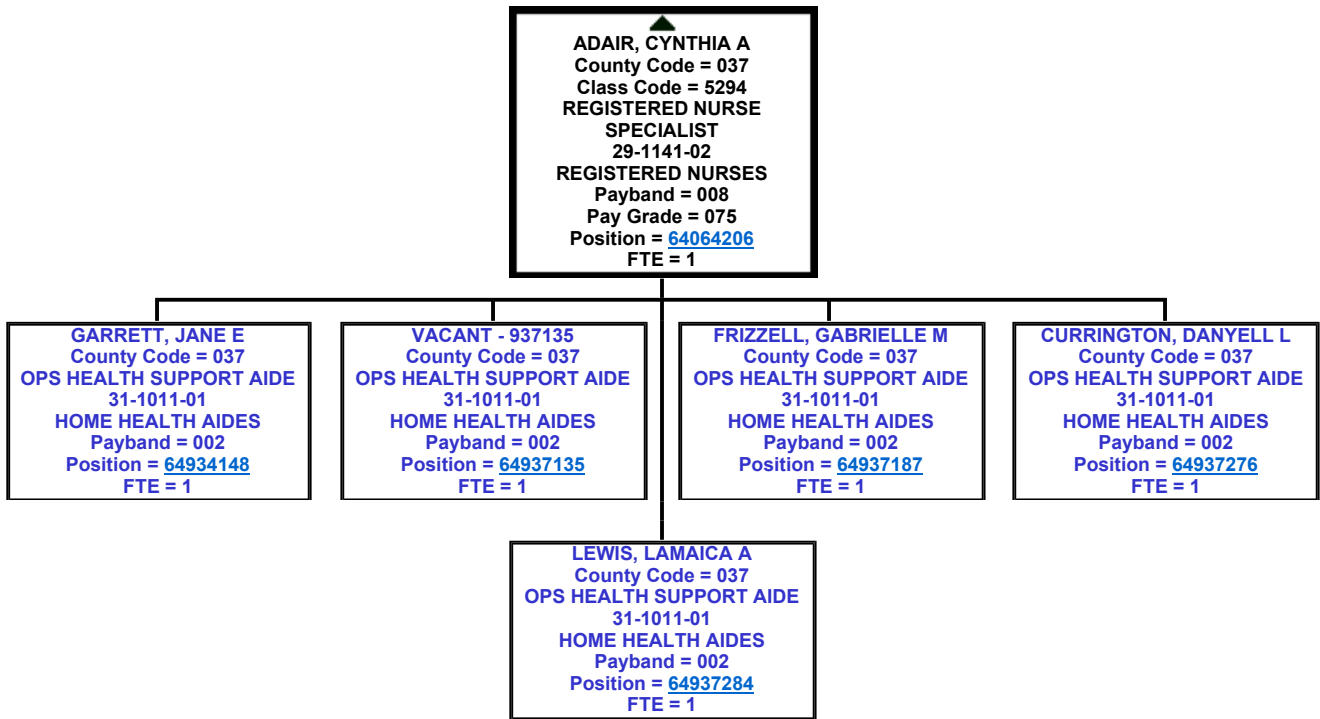 ADAIR, CYNTHIA A
County Code = 037
Class Code = 5294
REGISTERED NURSE
SPECIALIST
29-1141-02
REGISTERED NURSES
Payband = 008
Pay Grade = 075
Position = 64064206
FTE = 1
GARRETT, JANE E
County Code = 037
OPS HEALTH SUPPORT AIDE
31-1011-01
HOME HEALTH AIDES
Payband = 002
Position = 64934148
FTE = 1
VACANT - 937135
County Code = 037
OPS HEALTH SUPPORT AIDE
31-1011-01
HOME HEALTH AIDES
Payband = 002
Position = 64937135
FTE = 1
FRIZZELL, GABRIELLE M
County Code = 037
OPS HEALTH SUPPORT AIDE
31-1011-01
HOME HEALTH AIDES
Payband = 002
Position = 64937187
FTE = 1
CURRINGTON, DANYELL L
County Code = 037
OPS HEALTH SUPPORT AIDE
31-1011-01
HOME HEALTH AIDES
Payband = 002
Position = 64937276
FTE = 1
LEWIS, LAMAICA A
County Code = 037
OPS HEALTH SUPPORT AIDE
31-1011-01
HOME HEALTH AIDES
Payband = 002
Position = 64937284
FTE = 1